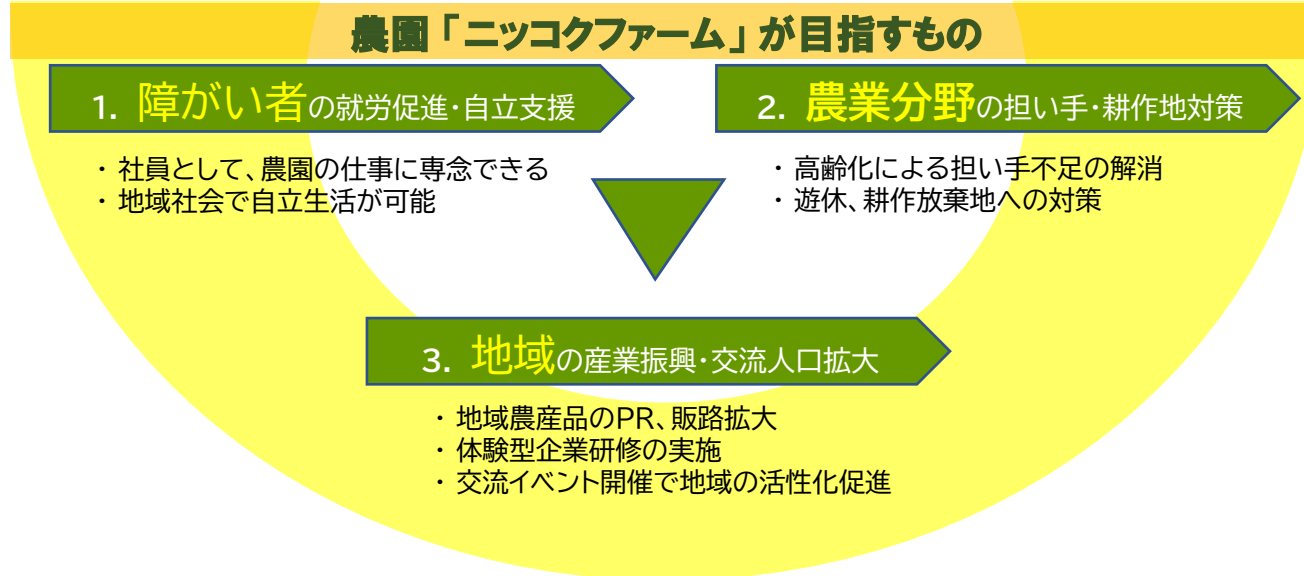 農園「ニッコクファーム」が目指すもの
1. 障がい者の就労促進・自立支援
・社員として、農園の仕事に専念できる
・地域社会で自立生活が可能
2. 農業分野の担い手・耕作地対策
・高齢化による担い手不足の解消
・遊休、耕作放棄地への対策
3. 地域の産業振興・交流人口拡大
・地域農産品のPR、販路拡大
・体験型企業研修の実施
・交流イベント開催で地域の活性化促進